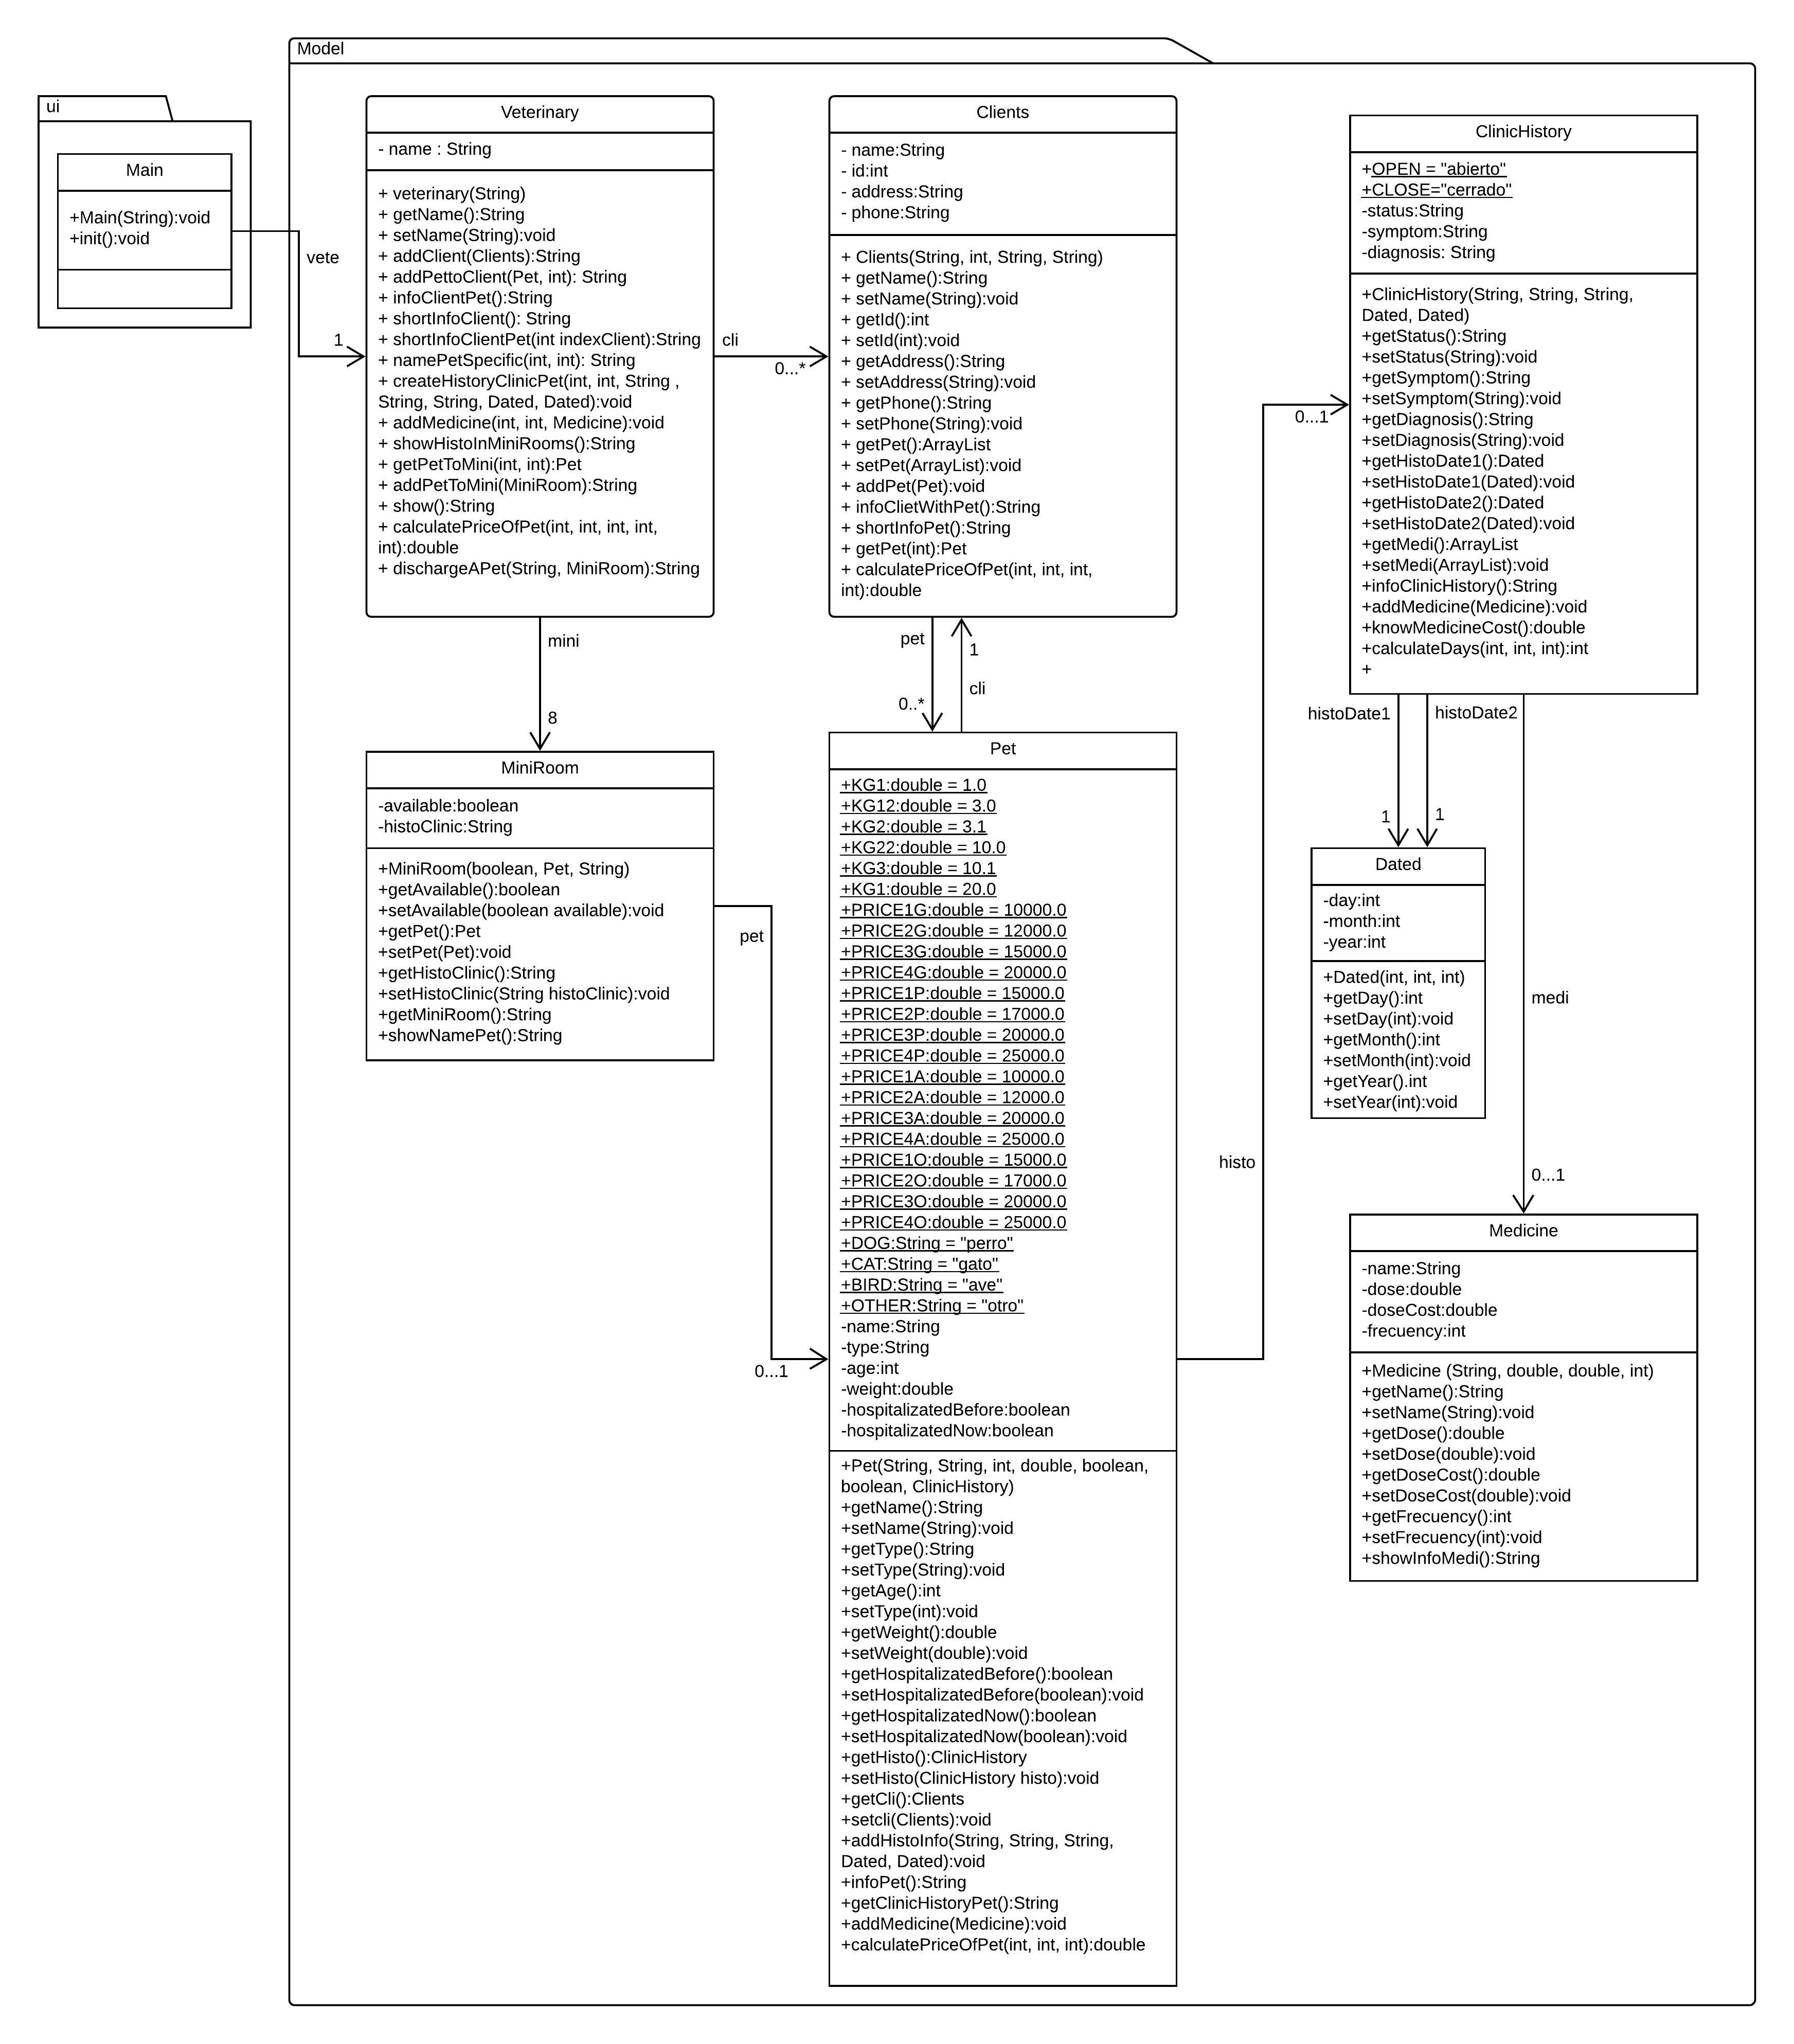 Model
ui
Main
+Main(String):void
+init():void
vete
1
Veterinary
- name : String
+ veterinary(String)
+ getName():String
+ setName(String):void
+ addClient(Clients):String
+ addPettoClient(Pet, int): String
+ infoClientPet():String
+ shortInfoClient(): String
+ shortInfoClientPet(int indexClient):String
+ namePetSpecific(int, int): String
+ createHistoryClinicPet(int, int, String ,
String, String, Dated, Dated):void
+ addMedicine(int, int, Medicine):void
+ showHistoInMiniRooms():String
+ getPetToMini(int, int):Pet
+ addPetToMini(MiniRoom):String
+ show():String
+ calculatePriceOfPet(int, int, int, int,
int):double
+ dischargeAPet(String, MiniRoom):String
cli
0...*
Clients
- name:String
- id:int
- address:String
- phone:String
+ Clients(String, int, String, String)
+ getName():String
+ setName(String):void
+ getId():int
+ setId(int):void
+ getAddress():String
+ setAddress(String):void
+ getPhone():String
+ setPhone(String):void
+ getPet():ArrayList
+ setPet(ArrayList):void
+ addPet(Pet):void
+ infoClietWithPet():String
+ shortInfoPet():String
+ getPet(int):Pet
+ calculatePriceOfPet(int, int, int,
int):double
ClinicHistory
+OPEN = "abierto"
+CLOSE="cerrado"
-status:String
-symptom:String
-diagnosis: String
+ClinicHistory(String, String, String,
Dated, Dated)
+getStatus():String
+setStatus(String):void
+getSymptom():String
+setSymptom(String):void
+getDiagnosis():String
+setDiagnosis(String):void
+getHistoDate1():Dated
+setHistoDate1(Dated):void
+getHistoDate2():Dated
+setHistoDate2(Dated):void
+getMedi():ArrayList
+setMedi(ArrayList):void
+infoClinicHistory():String
+addMedicine(Medicine):void
+knowMedicineCost():double
+calculateDays(int, int, int):int
+
0...1
mini
8
pet
0..*
1
cli
histoDate1
histoDate2
1
1
MiniRoom
-available:boolean
-histoClinic:String
+MiniRoom(boolean, Pet, String)
+getAvailable():boolean
+setAvailable(boolean available):void
+getPet():Pet
+setPet(Pet):void
+getHistoClinic():String
+setHistoClinic(String histoClinic):void
+getMiniRoom():String
+showNamePet():String
pet
0...1
Pet
+KG1:double = 1.0
+KG12:double = 3.0
+KG2:double = 3.1
+KG22:double = 10.0
+KG3:double = 10.1
+KG1:double = 20.0
+PRICE1G:double = 10000.0
+PRICE2G:double = 12000.0
+PRICE3G:double = 15000.0
+PRICE4G:double = 20000.0
+PRICE1P:double = 15000.0
+PRICE2P:double = 17000.0
+PRICE3P:double = 20000.0
+PRICE4P:double = 25000.0
+PRICE1A:double = 10000.0
+PRICE2A:double = 12000.0
+PRICE3A:double = 20000.0
+PRICE4A:double = 25000.0
+PRICE1O:double = 15000.0
+PRICE2O:double = 17000.0
+PRICE3O:double = 20000.0
+PRICE4O:double = 25000.0
+DOG:String = "perro"
+CAT:String = "gato"
+BIRD:String = "ave"
+OTHER:String = "otro"
-name:String
-type:String
-age:int
-weight:double
-hospitalizatedBefore:boolean
-hospitalizatedNow:boolean
+Pet(String, String, int, double, boolean,
boolean, ClinicHistory)
+getName():String
+setName(String):void
+getType():String
+setType(String):void
+getAge():int
+setType(int):void
+getWeight():double
+setWeight(double):void
+getHospitalizatedBefore():boolean
+setHospitalizatedBefore(boolean):void
+getHospitalizatedNow():boolean
+setHospitalizatedNow(boolean):void
+getHisto():ClinicHistory
+setHisto(ClinicHistory histo):void
+getCli():Clients
+setcli(Clients):void
+addHistoInfo(String, String, String,
Dated, Dated):void
+infoPet():String
+getClinicHistoryPet():String
+addMedicine(Medicine):void
+calculatePriceOfPet(int, int, int):double
histo
Dated
-day:int
-month:int
-year:int
+Dated(int, int, int)
+getDay():int
+setDay(int):void
+getMonth():int
+setMonth(int):void
+getYear().int
+setYear(int):void
medi
0...1
Medicine
-name:String
-dose:double
-doseCost:double
-frecuency:int
+Medicine (String, double, double, int)
+getName():String
+setName(String):void
+getDose():double
+setDose(double):void
+getDoseCost():double
+setDoseCost(double):void
+getFrecuency():int
+setFrecuency(int):void
+showInfoMedi():String